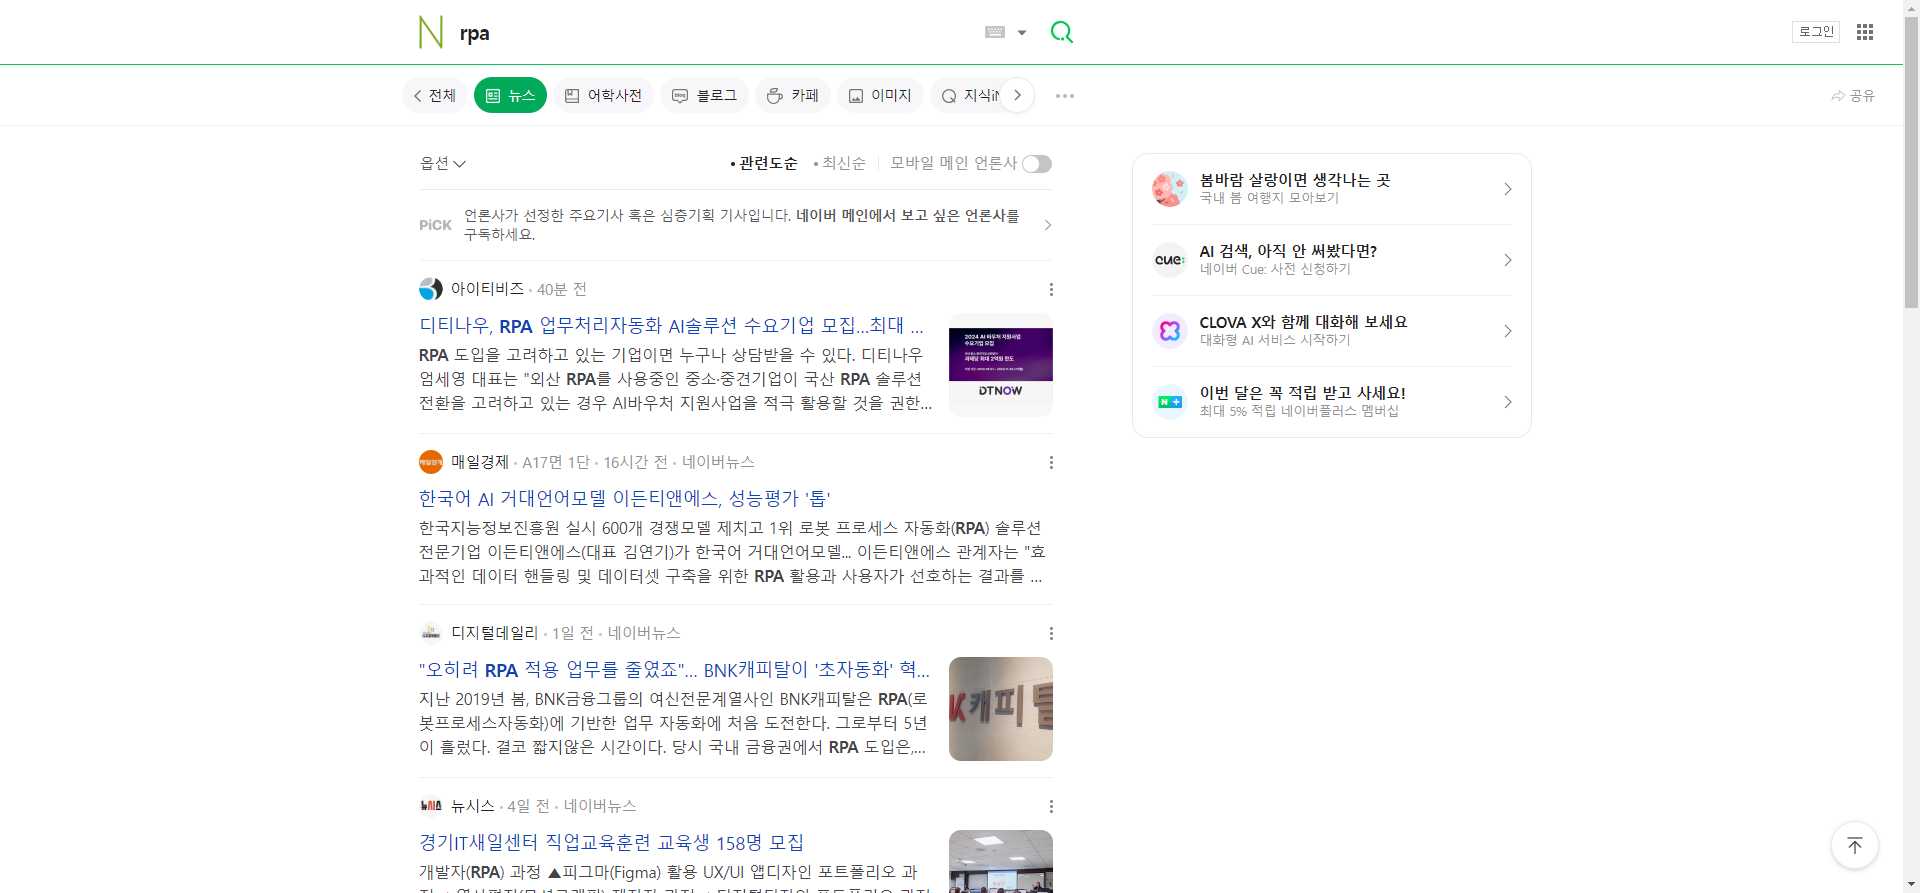 N rpa
로그인
전체 뉴스 어학사전 블로그 카페 이미지 지식iN
공유
옵션 관련도순 최신순 모바일 메인 언론사
PiCK 언론사가 선정한 주요기사 혹은 심층기획 기사입니다. 네이버 메인에서 보고 싶은 언론사를
구독하세요.
아이티비즈 · 40분 전
디티나우, RPA 업무처리자동화 AI솔루션 수요기업 모집...최대 ...
RPA 도입을 고려하고 있는 기업이면 누구나 상담받을 수 있다. 디티나우
엄세영 대표는 "외산 RPA를 사용중인 중소·중견기업이 국산 RPA 솔루션
전환을 고려하고 있는 경우 AI바우처 지원사업을 적극 활용할 것을 권한...
2024 AI 바우처 지원사업
수요기업 모집
과제당 최대 2억원 한도
DTNOW
매일경제 · A17면 1단 · 16시간 전 · 네이버뉴스
한국어 AI 거대언어모델 이든티앤에스, 성능평가 '톱'
한국지능정보진흥원 실시 600개 경쟁모델 제치고 1위 로봇 프로세스 자동화(RPA) 솔루션
전문기업 이든티앤에스(대표 김연기)가 한국어 거대언어모델... 이든티앤에스 관계자는 "효
과적인 데이터 핸들링 및 데이터셋 구축을 위한 RPA 활용과 사용자가 선호하는 결과를 ...
디지털데일리 · 1일 전 · 네이버뉴스
"오히려 RPA 적용 업무를 줄였죠"... BNK캐피탈이 '초자동화' 혁...
지난 2019년 봄, BNK금융그룹의 여신전문계열사인 BNK캐피탈은 RPA(로
봇프로세스자동화)에 기반한 업무 자동화에 처음 도전한다. 그로부터 5년
이 흘렀다. 결코 짧지않은 시간이다. 당시 국내 금융권에서 RPA 도입은,...
K캐피탈
뉴시스 · 4일 전 · 네이버뉴스
경기IT새일센터 직업교육훈련 교육생 158명 모집
개발자(RPA) 과정 ▲피그마(Figma) 활용 UX/UI 앱디자인 포트폴리오 과
봄바람 살랑이면 생각나는 곳
국내 봄 여행지 모아보기
cue:
AI 검색, 아직 안 써봤다면?
네이버 Cue: 사전 신청하기
CLOVA X와 함께 대화해 보세요
대화형 AI 서비스 시작하기
N +
이번 달은 꼭 적립 받고 사세요!
최대 5% 적립 네이버플러스 멤버십